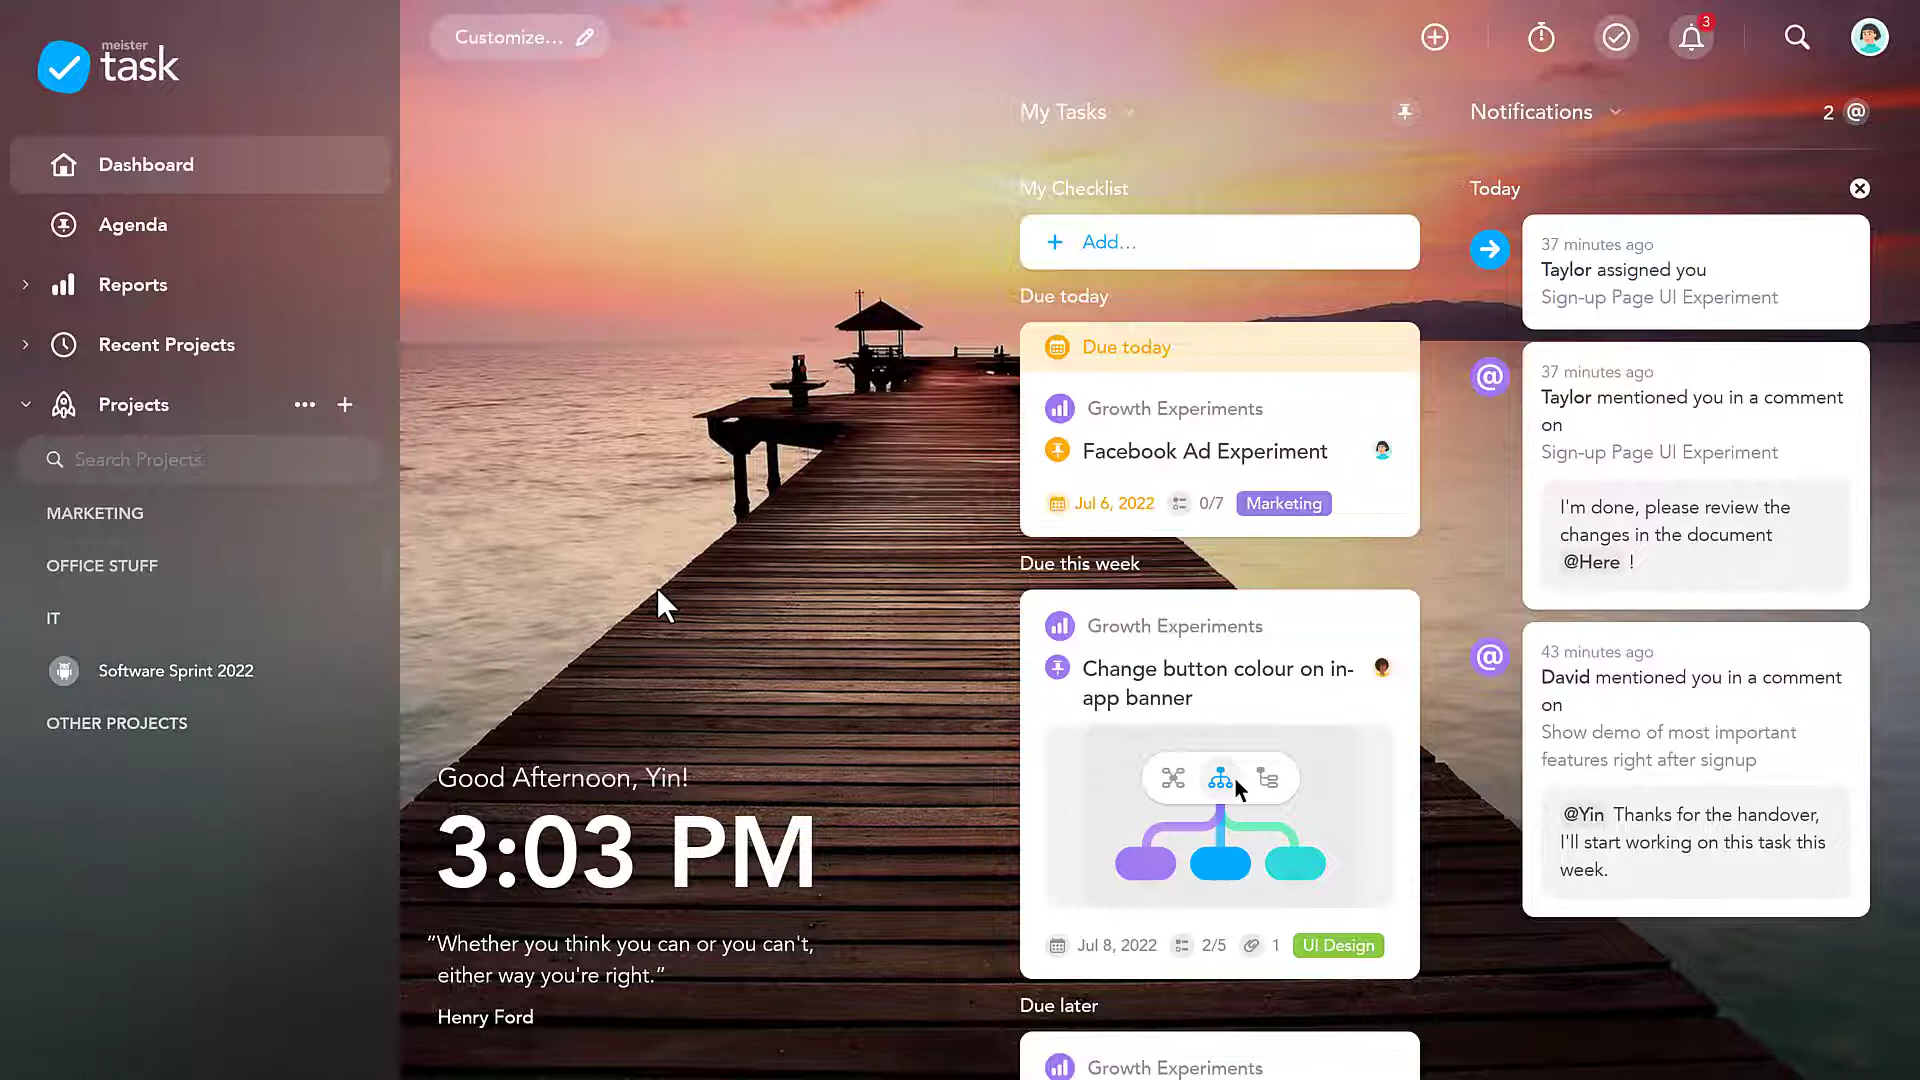 meister
task
Dashboard
Agenda
Reports
Recent Projects
Projects
Search Projects
MARKETING
OFFICE STUFF
IT
Software Sprint 2022
OTHER PROJECTS
Customize...
Good Afternoon, Yin!
3:03 PM
“Whether you think you can or you can't,
either way you're right.”
Henry Ford
My Tasks
My Checklist
Add...
Due today
Due today
Growth Experiments
Facebook Ad Experiment
Jul 6, 2022 0/7 Marketing
Due this week
Growth Experiments
Change button colour on in-
app banner
Jul 8, 2022 2/5 1 UI Design
Due later
Growth Experiments
3
Notifications 2 @
Today
37 minutes ago
Taylor assigned you
Sign-up Page UI Experiment
@
37 minutes ago
Taylor mentioned you in a comment
on
Sign-up Page UI Experiment
I'm done, please review the
changes in the document
@Here !
@
43 minutes ago
David mentioned you in a comment
on
Show demo of most important
features right after signup
@Yin Thanks for the handover,
I'll start working on this task this
week.